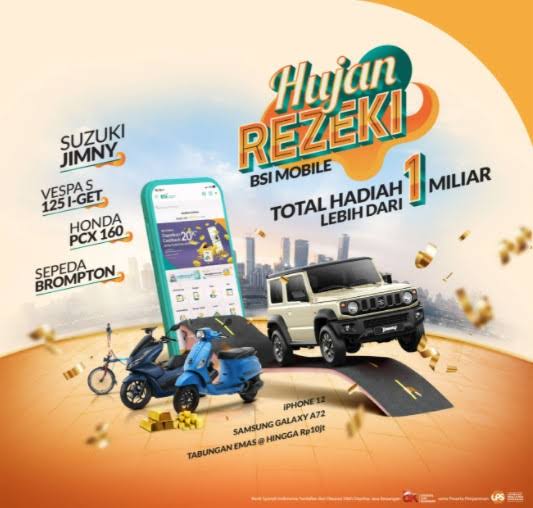 Hujan
REZEKI
BSI MOBILE
TOTAL HADIAH
LEBIH DARI
1 MILIAR
SUZUKI
JIMNY
VESPA S
125 I-GET
HONDA
PCX 160
SEPEDA
BROMPTON
iPHONE 12
SAMSUNG GALAXY A72
TABUNGAN EMAS @ HINGGA Rp10jt